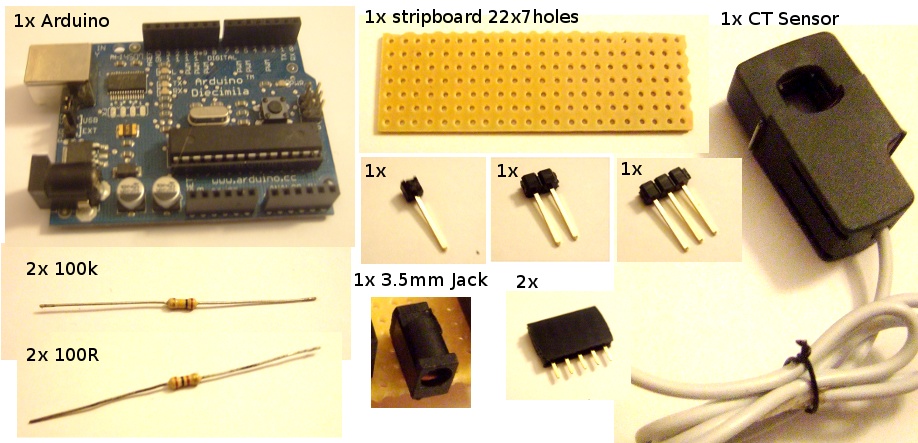 1x Arduino
1x stripboard 22x7holes
1x CT Sensor
DIGITAL
Arduino
Diecimila
TM
USB
EXT
www.arduino.cc
1x
1x
1x
2x 100k
1x 3.5mm Jack
2x
2x 100R